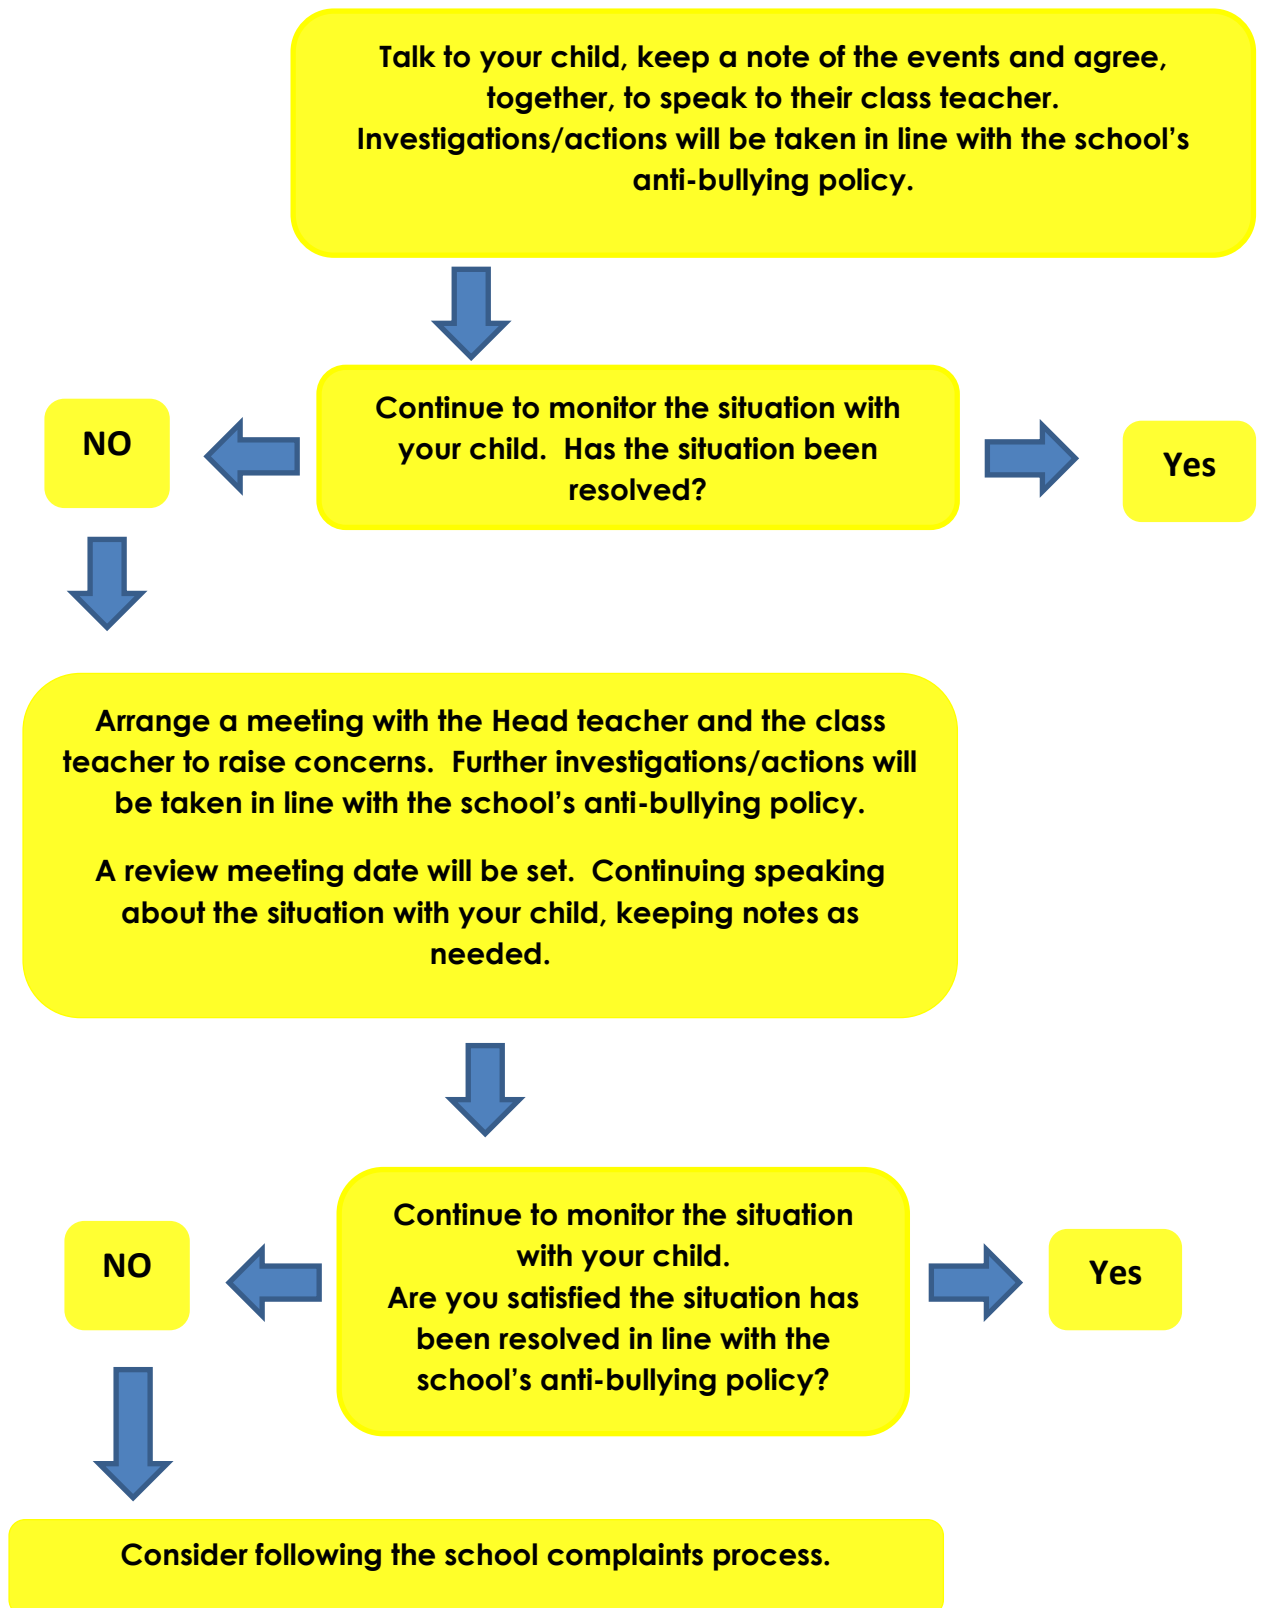 Talk to your child, keep a note of the events and agree,
together, to speak to their class teacher.
Investigations/actions will be taken in line with the school’s
anti-bullying policy.
Continue to monitor the situation with
your child.  Has the situation been
resolved?
NO
Yes
Arrange a meeting with the Head teacher and the class
teacher to raise concerns.  Further investigations/actions will
be taken in line with the school’s anti-bullying policy.
A review meeting date will be set.  Continuing speaking
about the situation with your child, keeping notes as
needed.
Continue to monitor the situation
with your child.
Are you satisfied the situation has
been resolved in line with the
school’s anti-bullying policy?
NO
Yes
Consider following the school complaints process.